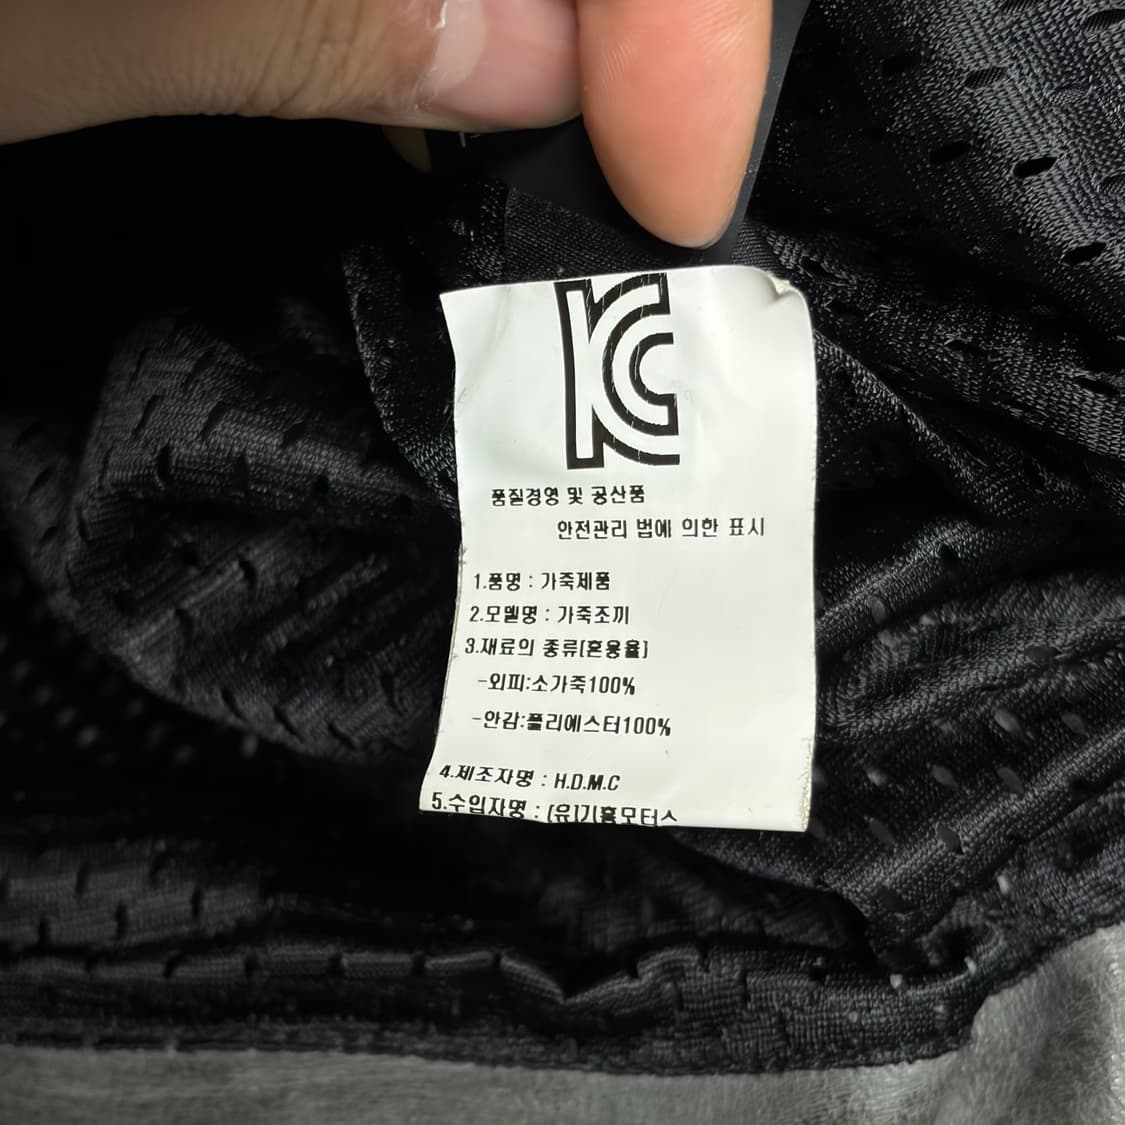 KC
품질경영 및 공산품
안전관리 법에 의한 표시
1.품명 : 가죽제품
2.모델명 : 가죽조끼
3.재료의 종류[혼용율]
-외피:소가죽100%
-안감:폴리에스터100%
4.제조자명 : H.D.M.C
5.수입자명 : [유]기흥모터스